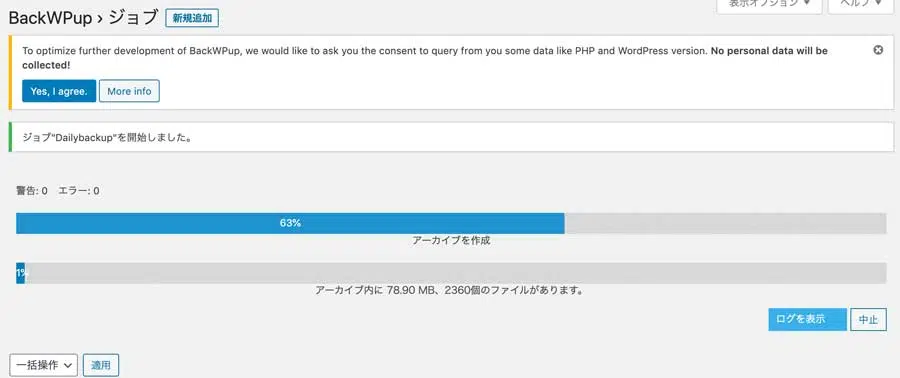 BackWPup › ジョブ 新規追加
表示オプション ▼ ヘルプ ▼
To optimize further development of BackWPup, we would like to ask you the consent to query from you some data like PHP and WordPress version. No personal data will be
collected!
Yes, I agree. More info
ジョブ"Dailybackup"を開始しました。
警告: 0 エラー: 0
63%
アーカイブを作成
1%
アーカイブ内に 78.90 MB、2360個のファイルがあります。
ログを表示 中止
一括操作 適用